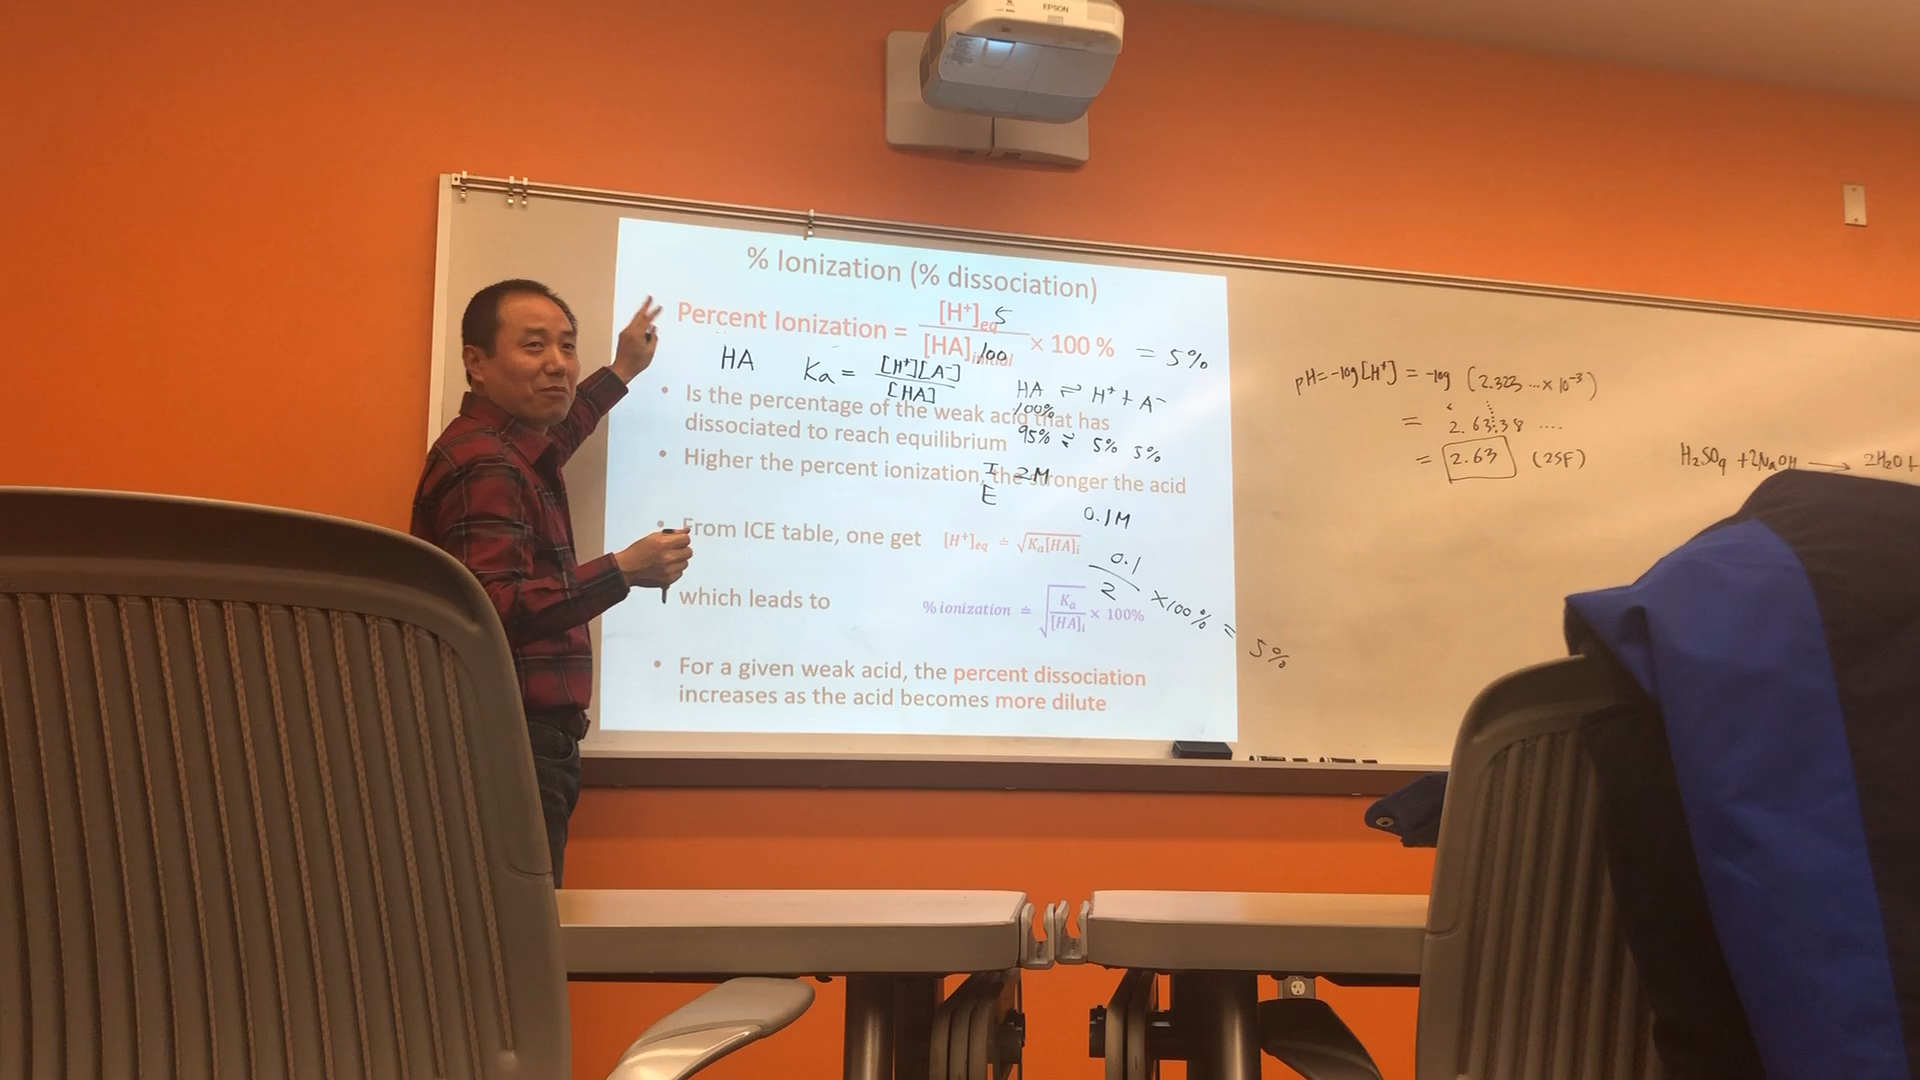 EPSON
% Ionization (% dissociation)
Percent Ionization = [H⁺]eq / [HA]initial × 100 %
5
100
= 5%
HA
Ka = [H⁺][A⁻] / [HA]
HA ⇌ H⁺ + A⁻
100%
• Is the percentage of the weak acid that has
dissociated to reach equilibrium
95% ⇌ 5% 5%
• Higher the percent ionization, the stronger the acid
I 2M
E
0.1M
• From ICE table, one get [H⁺]eq ≐ √Ka[HA]i
0.1 / 2 × 100% = 5%
which leads to % ionization ≐ √(Ka / [HA]i) × 100%
• For a given weak acid, the percent dissociation
increases as the acid becomes more dilute
pH = -log[H⁺] = -log (2.323 ... × 10⁻³)
= 2.6338 ....
= 2.63 (2SF)
H₂SO₄ + 2NaOH → 2H₂O +